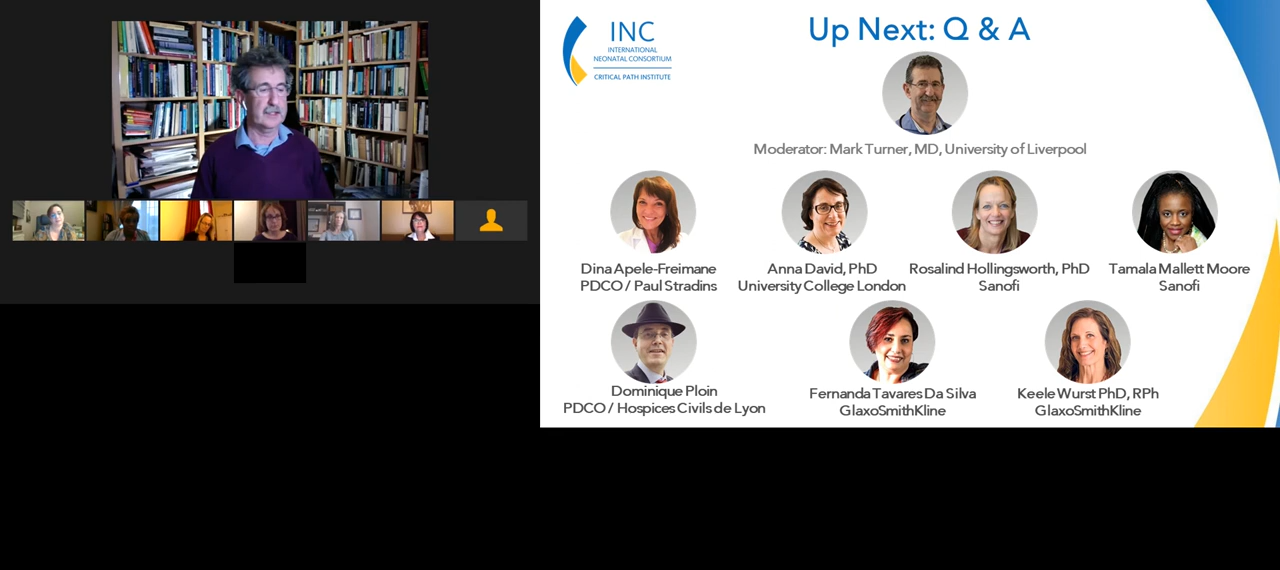 INC
INTERNATIONAL
NEONATAL CONSORTIUM
CRITICAL PATH INSTITUTE
Up Next: Q & A
Moderator: Mark Turner, MD, University of Liverpool
Dina Apele-Freimane
PDCO / Paul Stradins
Anna David, PhD
University College London
Rosalind Hollingsworth, PhD
Sanofi
Tamala Mallett Moore
Sanofi
Dominique Ploin
PDCO / Hospices Civils de Lyon
Fernanda Tavares Da Silva
GlaxoSmithKline
Keele Wurst PhD, RPh
GlaxoSmithKline